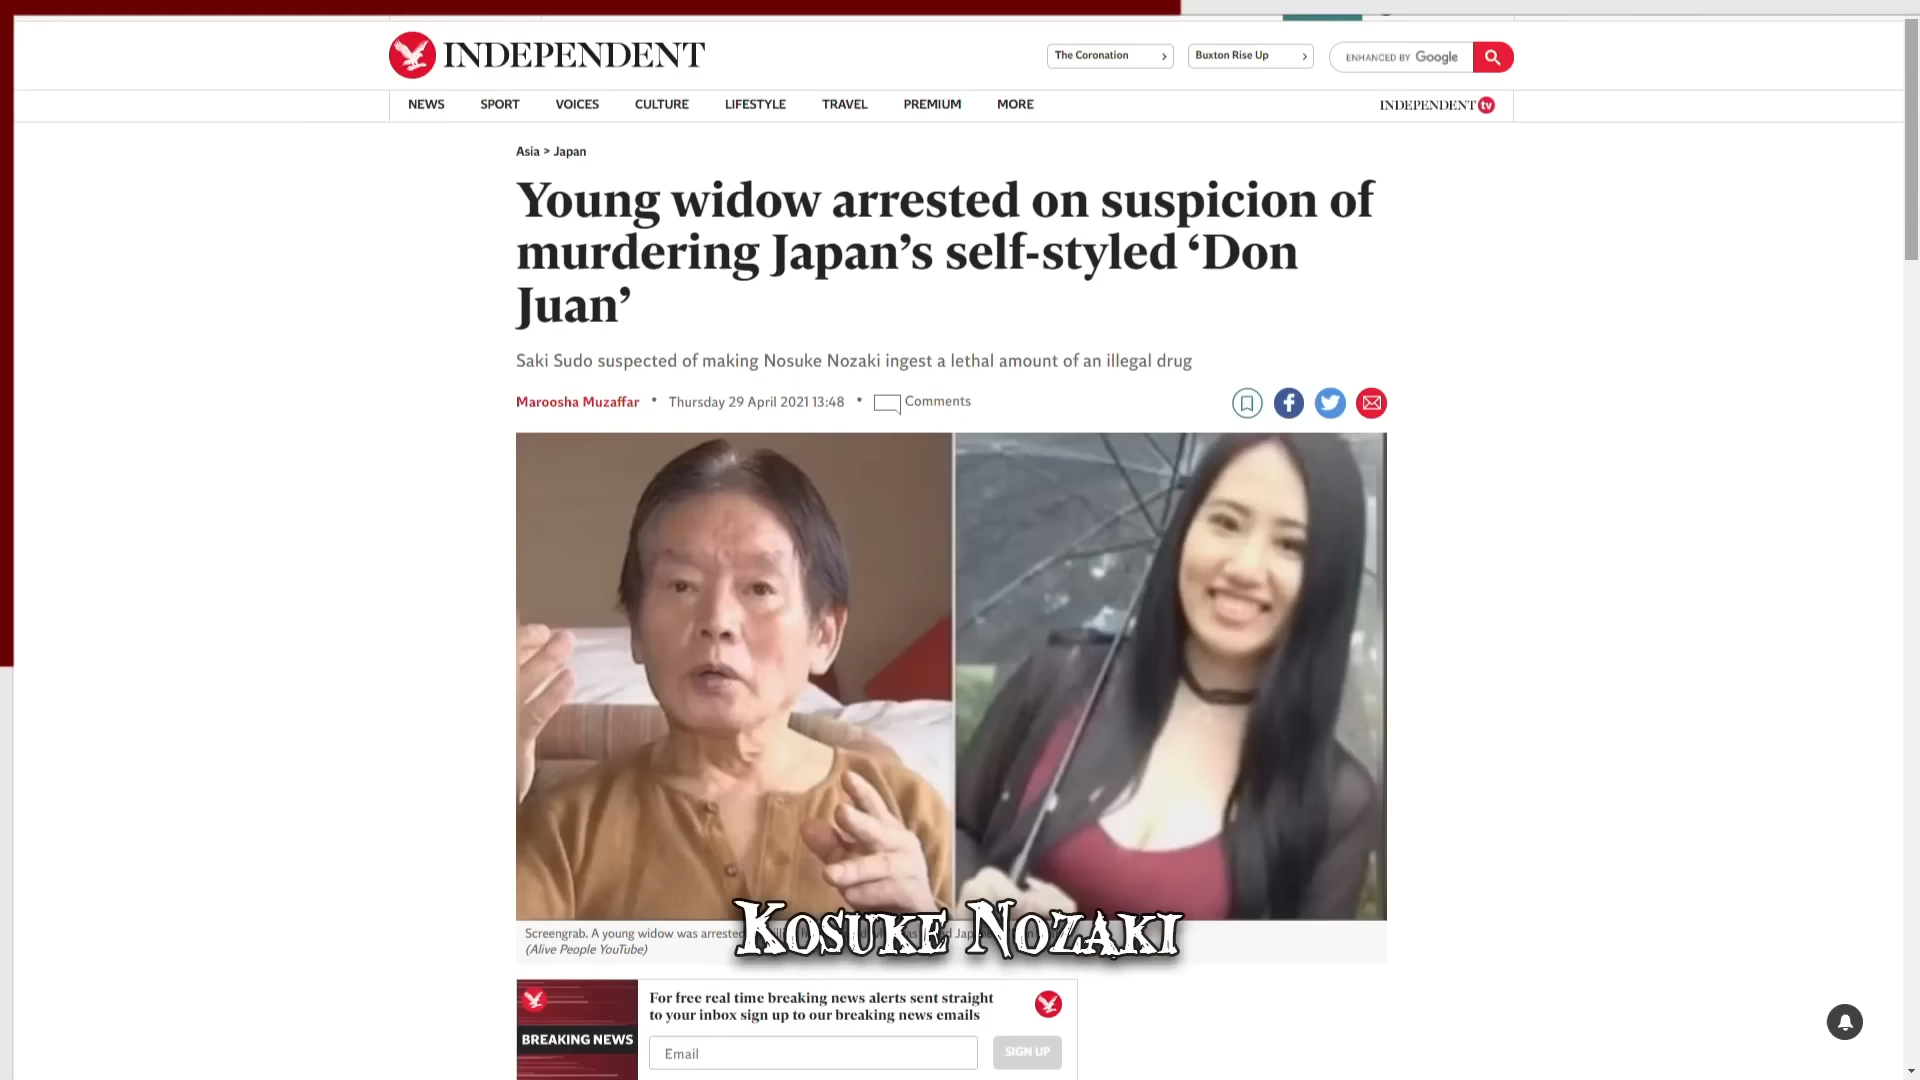 INDEPENDENT
The Coronation
Buxton Rise Up
ENHANCED BY Google
NEWS SPORT VOICES CULTURE LIFESTYLE TRAVEL PREMIUM MORE
INDEPENDENT tv
Asia > Japan
Young widow arrested on suspicion of
murdering Japan’s self-styled ‘Don
Juan’
Saki Sudo suspected of making Nosuke Nozaki ingest a lethal amount of an illegal drug
Maroosha Muzaffar • Thursday 29 April 2021 13:48 • Comments
Screengrab. A young widow was arrested
(Alive People YouTube)
Kosuke Nozaki
BREAKING NEWS
For free real time breaking news alerts sent straight
to your inbox sign up to our breaking news emails
Email
SIGN UP